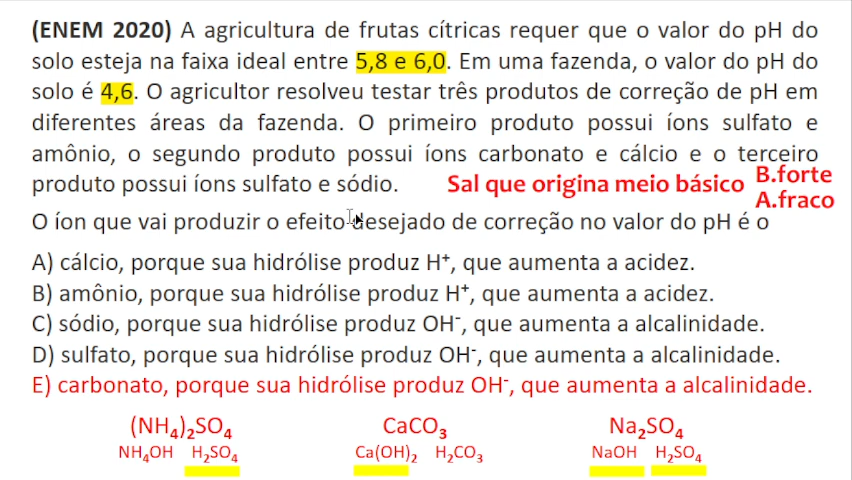 (ENEM 2020) A agricultura de frutas cítricas requer que o valor do pH do
solo esteja na faixa ideal entre 5,8 e 6,0. Em uma fazenda, o valor do pH do
solo é 4,6. O agricultor resolveu testar três produtos de correção de pH em
diferentes áreas da fazenda. O primeiro produto possui íons sulfato e
amônio, o segundo produto possui íons carbonato e cálcio e o terceiro
produto possui íons sulfato e sódio. Sal que origina meio básico B.forte
A.fraco
O íon que vai produzir o efeito desejado de correção no valor do pH é o
A) cálcio, porque sua hidrólise produz H⁺, que aumenta a acidez.
B) amônio, porque sua hidrólise produz H⁺, que aumenta a acidez.
C) sódio, porque sua hidrólise produz OH⁻, que aumenta a alcalinidade.
D) sulfato, porque sua hidrólise produz OH⁻, que aumenta a alcalinidade.
E) carbonato, porque sua hidrólise produz OH⁻, que aumenta a alcalinidade.
(NH₄)₂SO₄ CaCO₃ Na₂SO₄
NH₄OH H₂SO₄ Ca(OH)₂ H₂CO₃ NaOH H₂SO₄